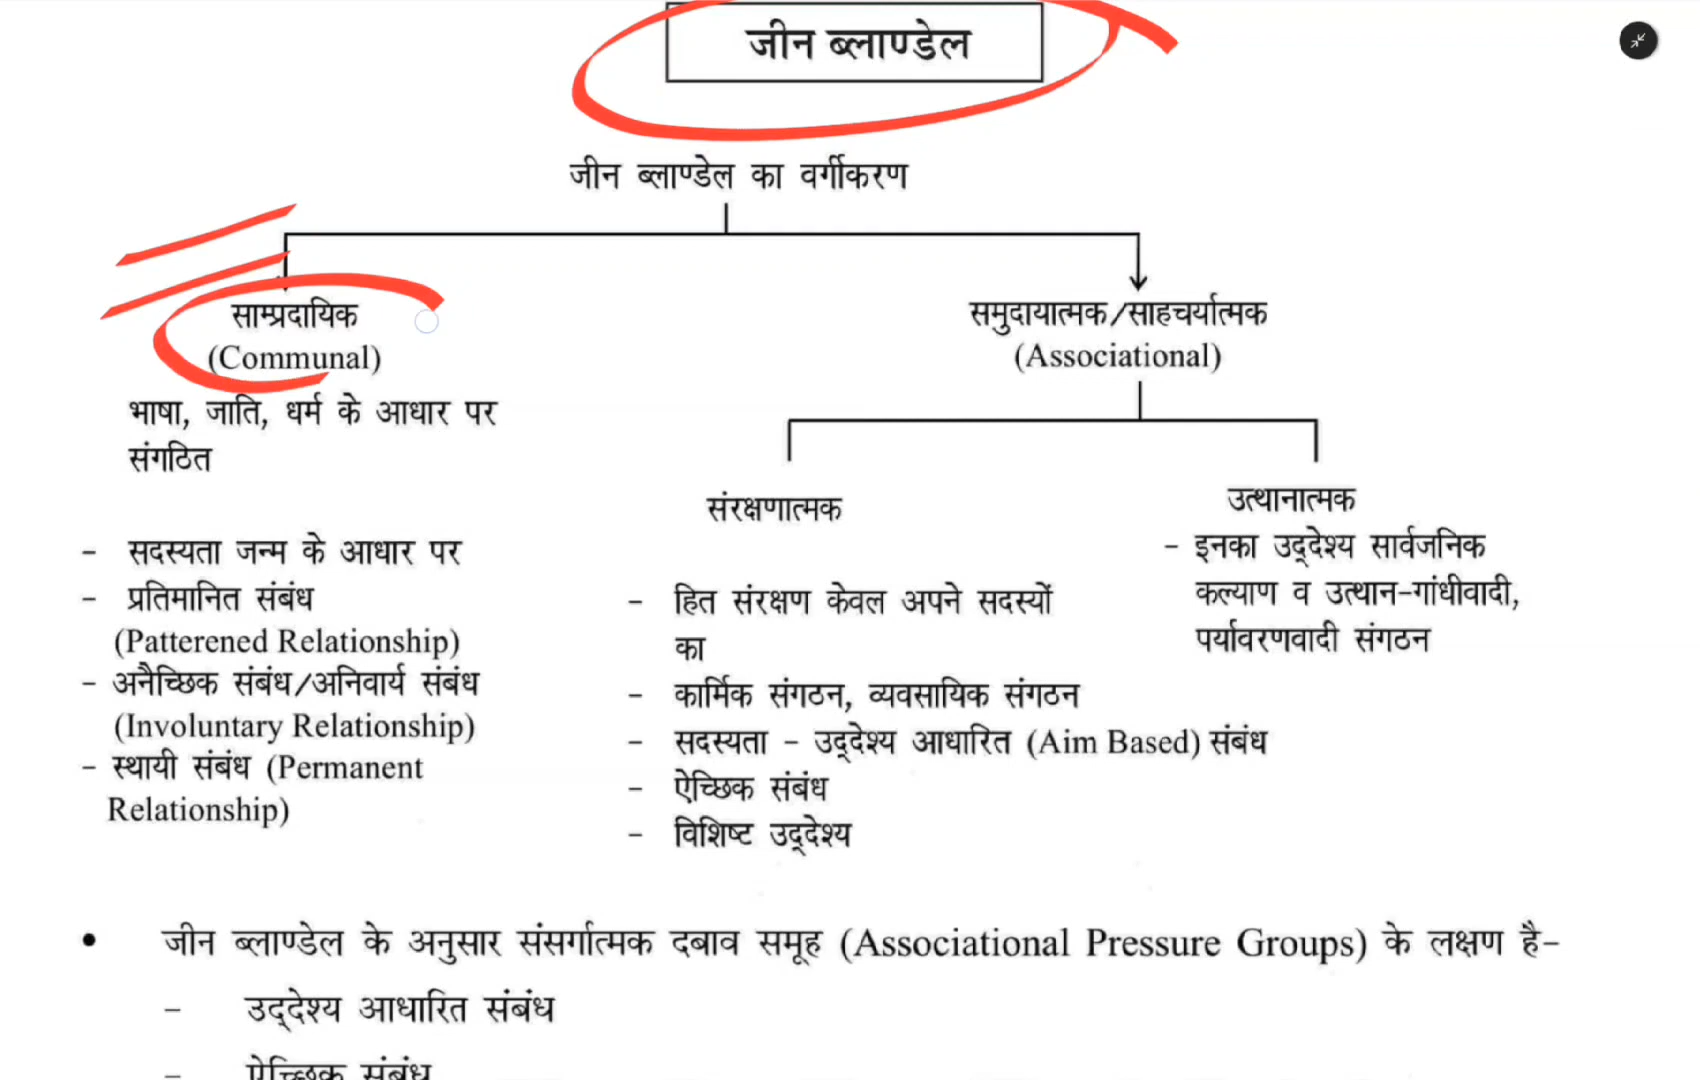 जीन ब्लाण्डेल
जीन ब्लाण्डेल का वर्गीकरण
साम्प्रदायिक
(Communal)
भाषा, जाति, धर्म के आधार पर
संगठित
- सदस्यता जन्म के आधार पर
- प्रतिमानित संबंध
(Patterened Relationship)
- अनैच्छिक संबंध/अनिवार्य संबंध
(Involuntary Relationship)
- स्थायी संबंध (Permanent
Relationship)
समुदायात्मक/साहचर्यात्मक
(Associational)
संरक्षणात्मक
- हित संरक्षण केवल अपने सदस्यों
का
- कार्मिक संगठन, व्यवसायिक संगठन
- सदस्यता - उद्देश्य आधारित (Aim Based) संबंध
- ऐच्छिक संबंध
- विशिष्ट उद्देश्य
उत्थानात्मक
- इनका उद्देश्य सार्वजनिक
कल्याण व उत्थान-गांधीवादी,
पर्यावरणवादी संगठन
• जीन ब्लाण्डेल के अनुसार संसर्गात्मक दबाव समूह (Associational Pressure Groups) के लक्षण है-
- उद्देश्य आधारित संबंध
- ऐच्छिक संबंध